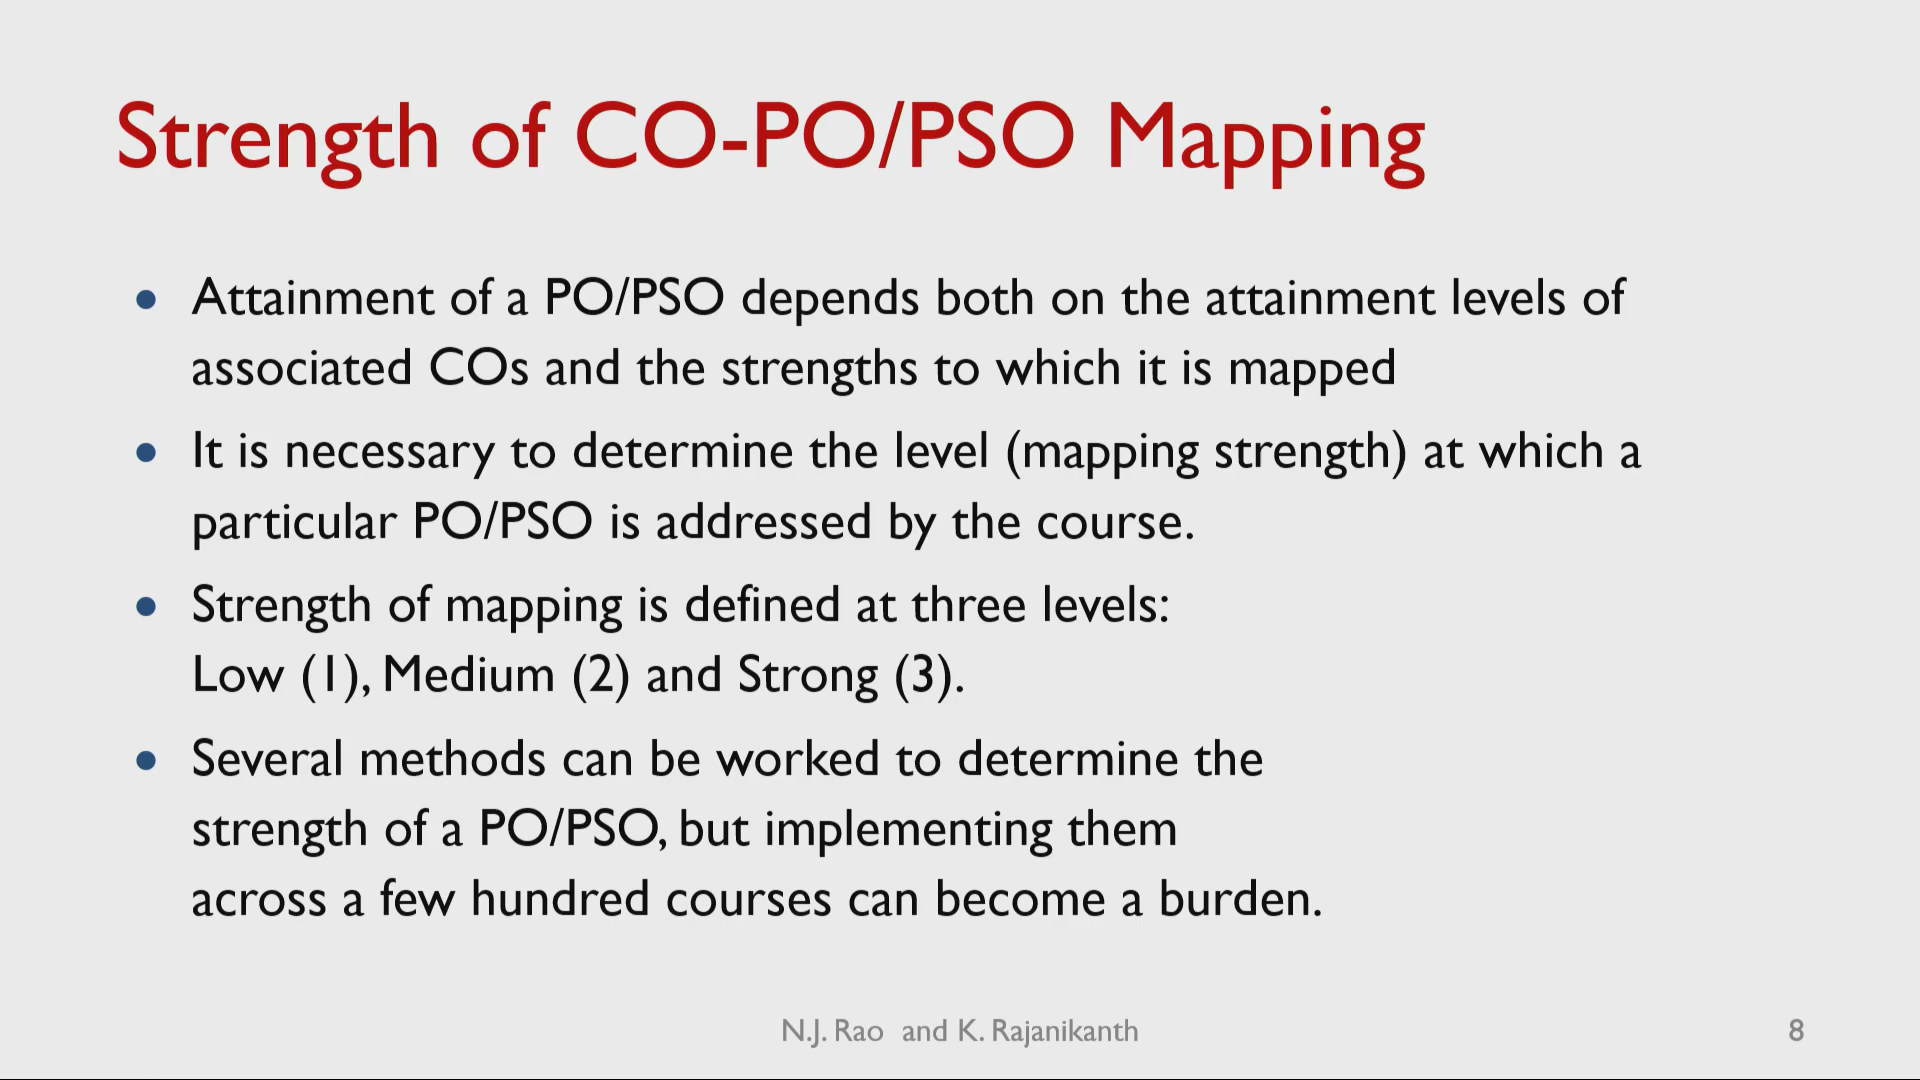 Strength of CO-PO/PSO Mapping
• Attainment of a PO/PSO depends both on the attainment levels of
associated COs and the strengths to which it is mapped
• It is necessary to determine the level (mapping strength) at which a
particular PO/PSO is addressed by the course.
• Strength of mapping is defined at three levels:
Low (1), Medium (2) and Strong (3).
• Several methods can be worked to determine the
strength of a PO/PSO, but implementing them
across a few hundred courses can become a burden.
N.J. Rao and K. Rajanikanth
8